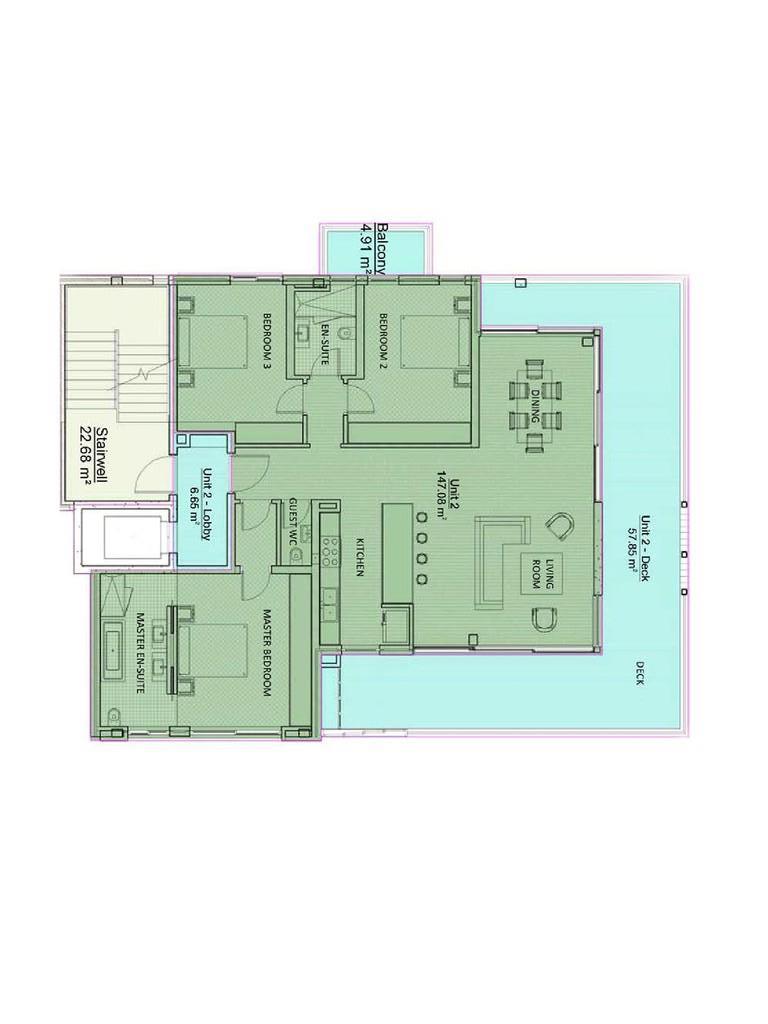 Balcony
4.91 m²
BEDROOM 3
EN-SUITE
BEDROOM 2
DINING
Stairwell
22.68 m²
Unit 2 - Lobby
6.65 m²
Unit 2
147.08 m²
GUEST WC
KITCHEN
LIVING
ROOM
Unit 2 - Deck
57.85 m²
MASTER EN-SUITE
MASTER BEDROOM
DECK